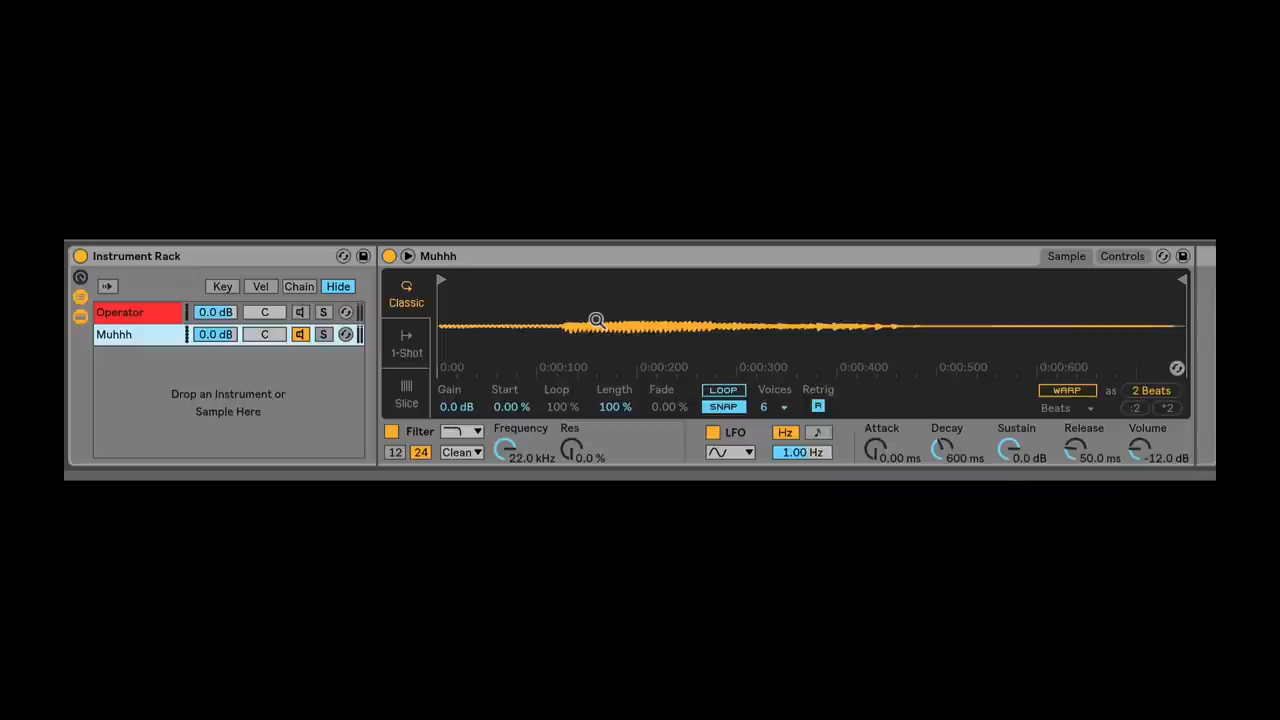 Instrument Rack
Muhhh
Sample Controls
Key Vel Chain Hide
Operator 0.0 dB C S
Muhhh 0.0 dB C S
Drop an Instrument or
Sample Here
Classic
1-Shot
Slice
0:00 0:00:100 0:00:200 0:00:300 0:00:400 0:00:500 0:00:600
Gain Start Loop Length Fade LOOP Voices Retrig WARP as 2 Beats
0.0 dB 0.00 % 100 % 100 % 0.00 % SNAP 6 R Beats :2 *2
Filter Frequency Res LFO Hz Attack Decay Sustain Release Volume
12 24 Clean 22.0 kHz 0.0 % 1.00 Hz 0.00 ms 600 ms 0.0 dB 50.0 ms -12.0 dB